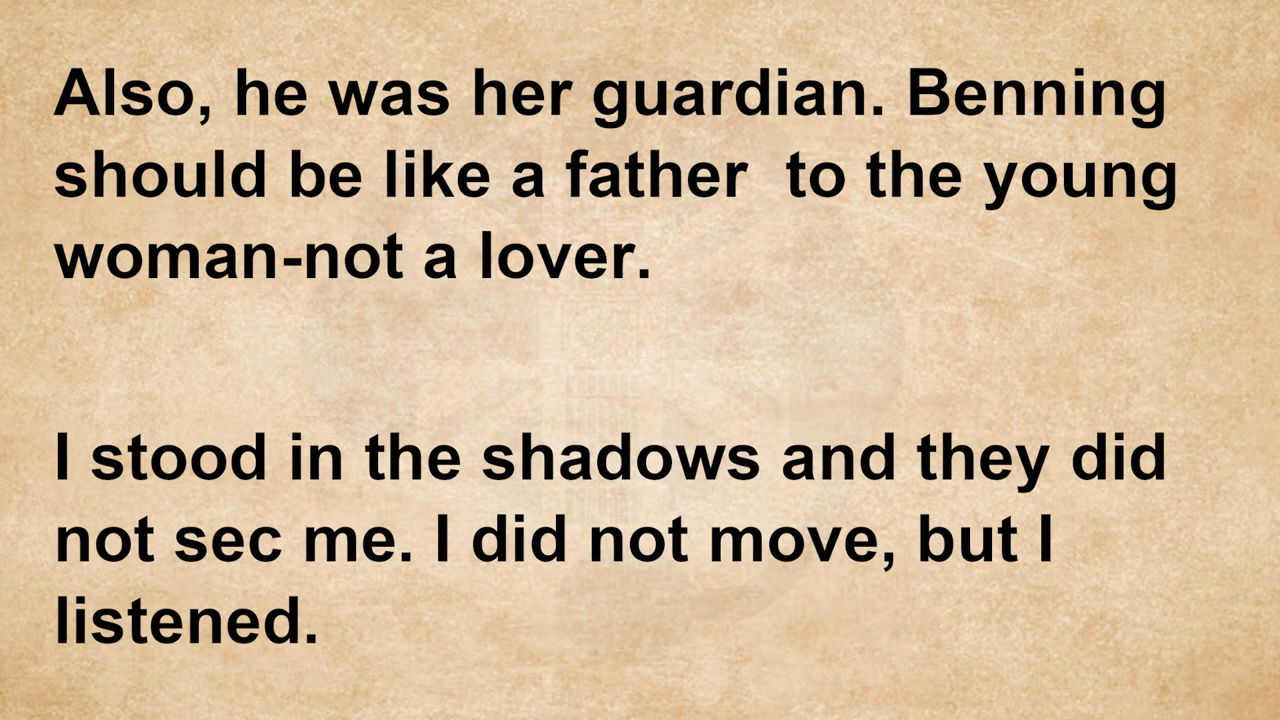 Also, he was her guardian. Benning
should be like a father  to the young
woman-not a lover.
I stood in the shadows and they did
not sec me. I did not move, but I
listened.